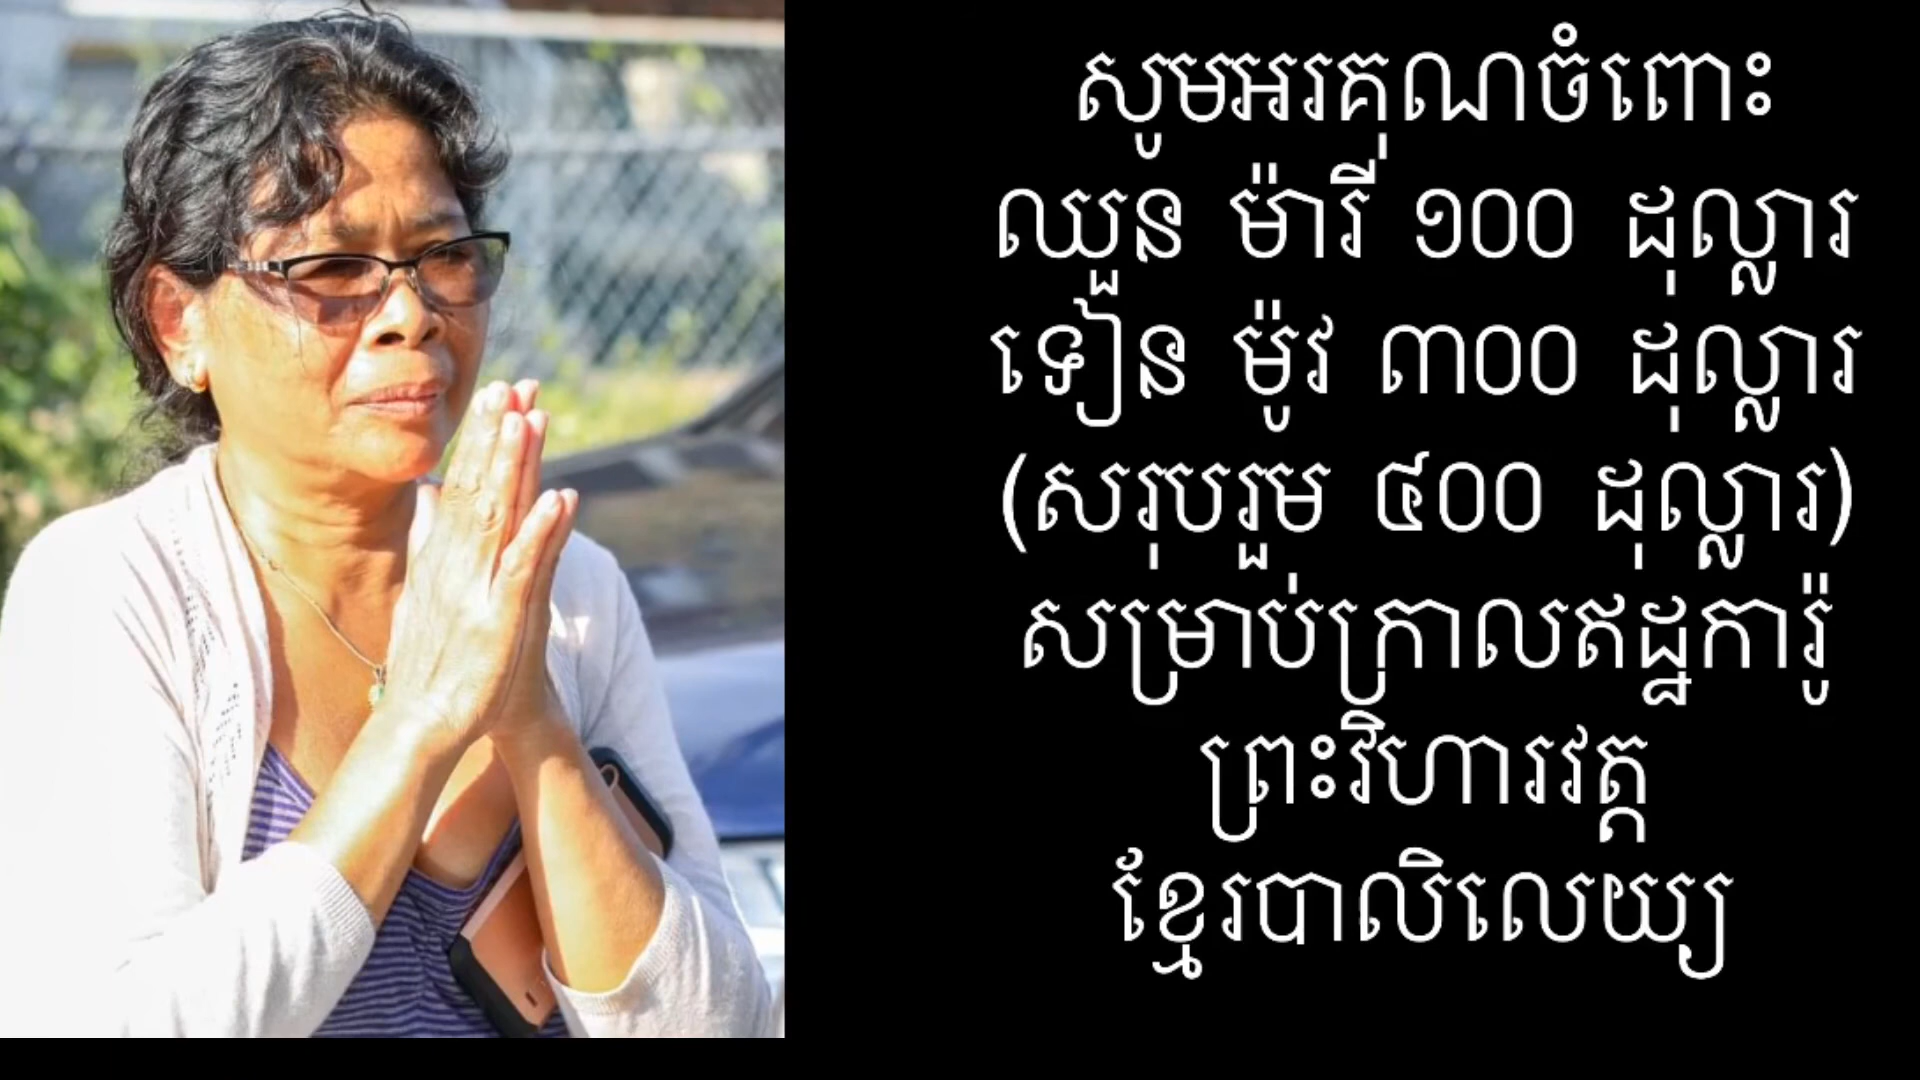 សូមអរគុណចំពោះ
ឈួន ម៉ារី ១០០ ដុល្លារ
ទៀន ម៉ូវ ៣០០ ដុល្លារ
(សរុបរួម ៤០០ ដុល្លារ)
សម្រាប់ក្រាលឥដ្ឋការ៉ូ
ព្រះវិហារវត្ត
ខ្មែរបាលិលេយ្យ